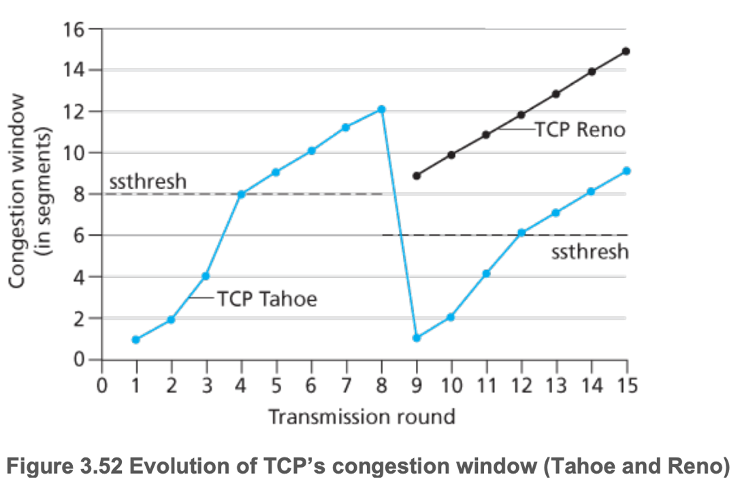 16
14
12
10
8
6
4
2
0
Congestion window
(in segments)
ssthresh
TCP Tahoe
TCP Reno
ssthresh
0 1 2 3 4 5 6 7 8 9 10 11 12 13 14 15
Transmission round
Figure 3.52 Evolution of TCP’s congestion window (Tahoe and Reno)